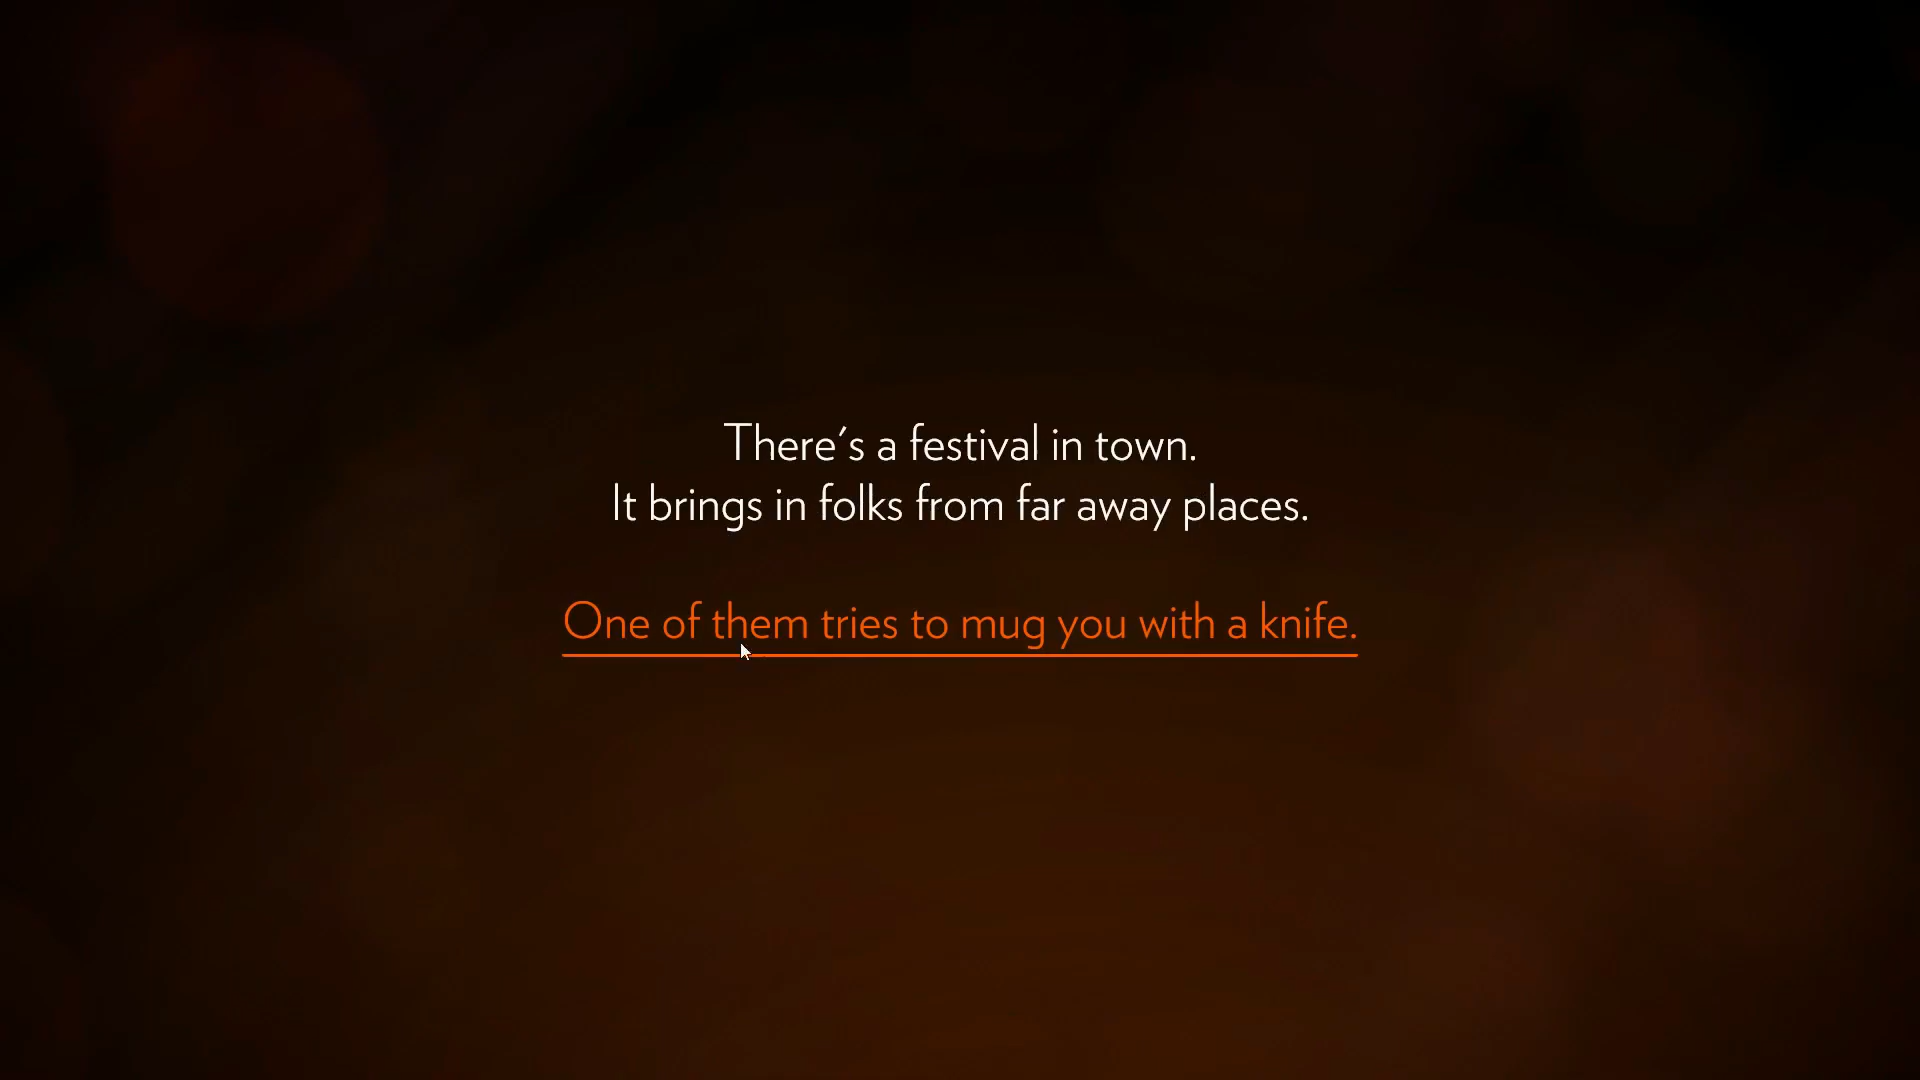 There's a festival in town.
It brings in folks from far away places.
One of them tries to mug you with a knife.